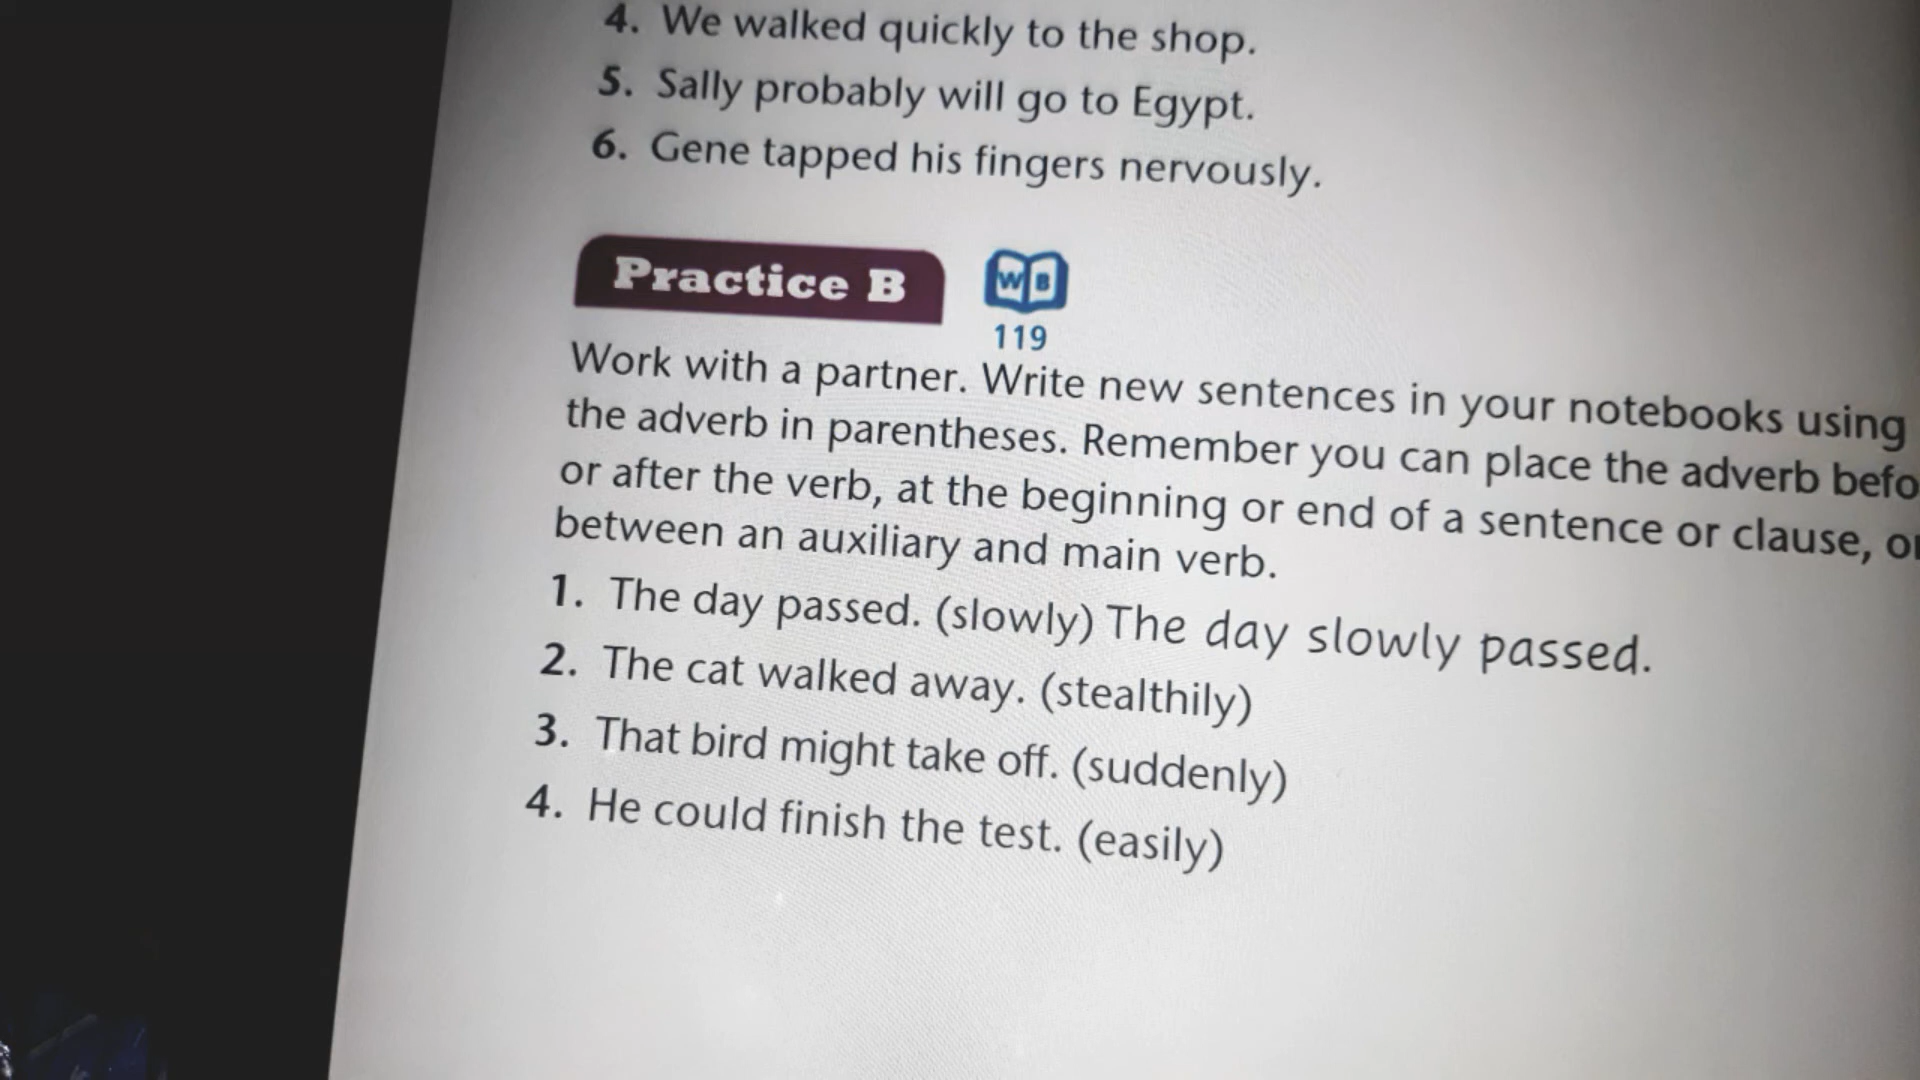 4. We walked quickly to the shop.
5. Sally probably will go to Egypt.
6. Gene tapped his fingers nervously.
Practice B
W B
119
Work with a partner. Write new sentences in your notebooks using
the adverb in parentheses. Remember you can place the adverb befo
or after the verb, at the beginning or end of a sentence or clause, or
between an auxiliary and main verb.
1. The day passed. (slowly) The day slowly passed.
2. The cat walked away. (stealthily)
3. That bird might take off. (suddenly)
4. He could finish the test. (easily)